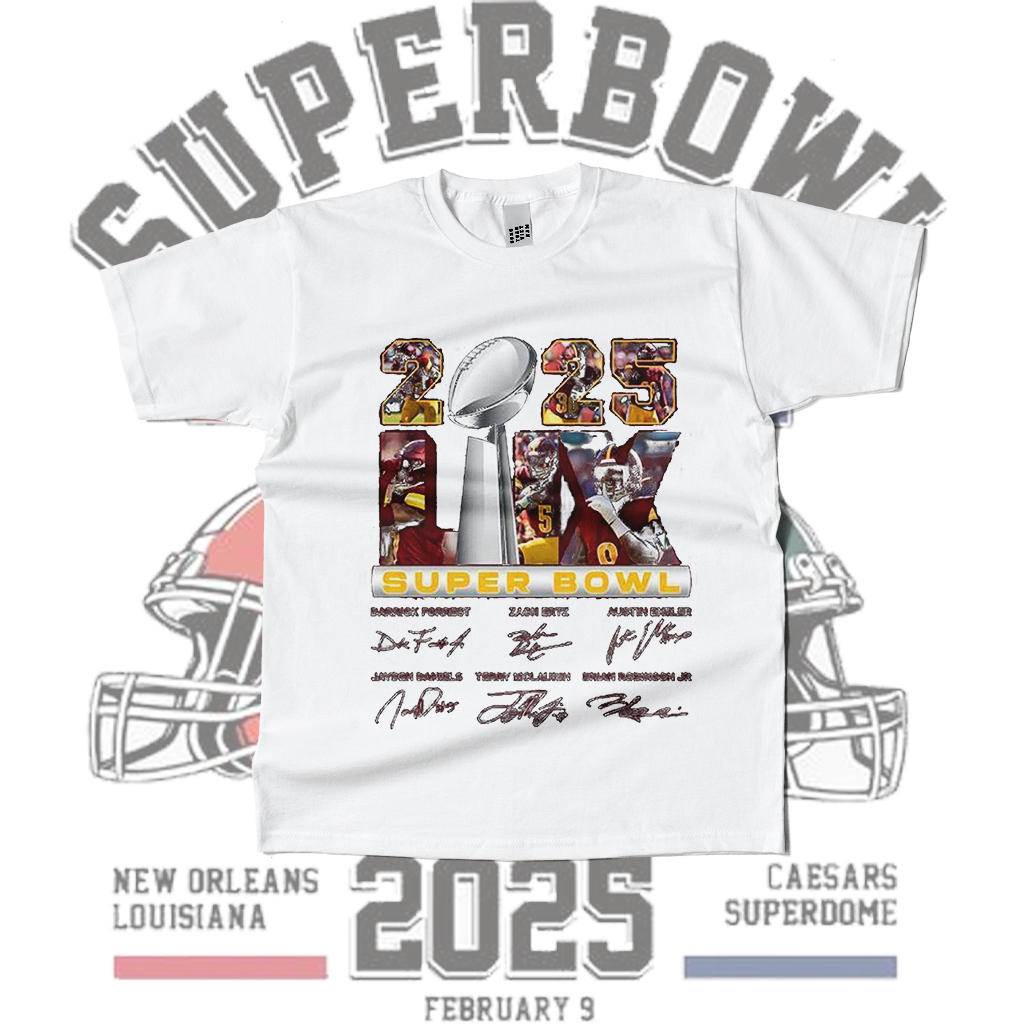 SUPERBOWL
2025
LIX
SUPER BOWL
DARRICK FORREST ZACH ERTZ AUSTIN EKELER
JAYDEN DANIELS TERRY MCLAURIN BRIAN ROBINSON JR
NEW ORLEANS
LOUISIANA
2025
CAESARS
SUPERDOME
FEBRUARY 9